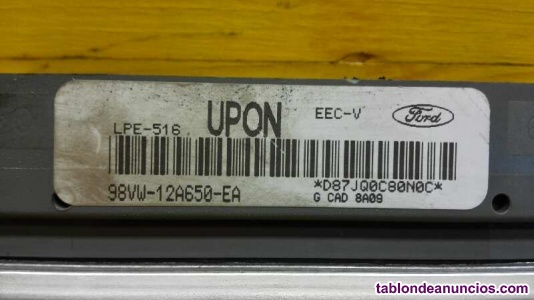 LPE-516 UPON EEC-V Ford
98VW-12A650-EA *D87JQ0C80N0C*
G CAD 8A09
tablondeanuncios.com